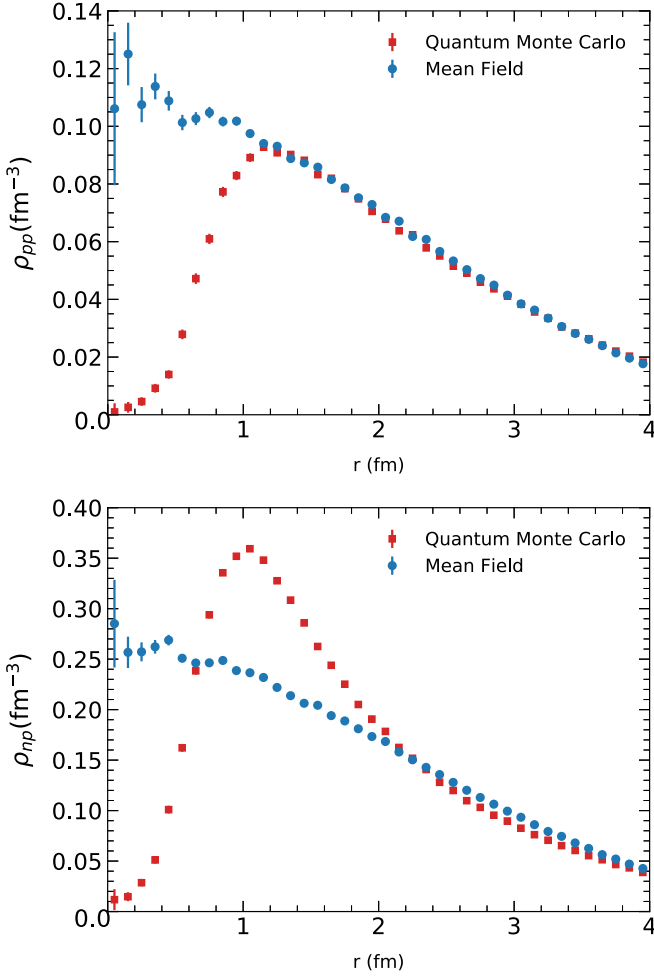 0.14
0.12
0.10
0.08
0.06
0.04
0.02
0.0
ρpp(fm⁻³)
Quantum Monte Carlo
Mean Field
1 2 3 4
r (fm)
0.40
0.35
0.30
0.25
0.20
0.15
0.10
0.05
0.0
ρnp(fm⁻³)
Quantum Monte Carlo
Mean Field
1 2 3 4
r (fm)